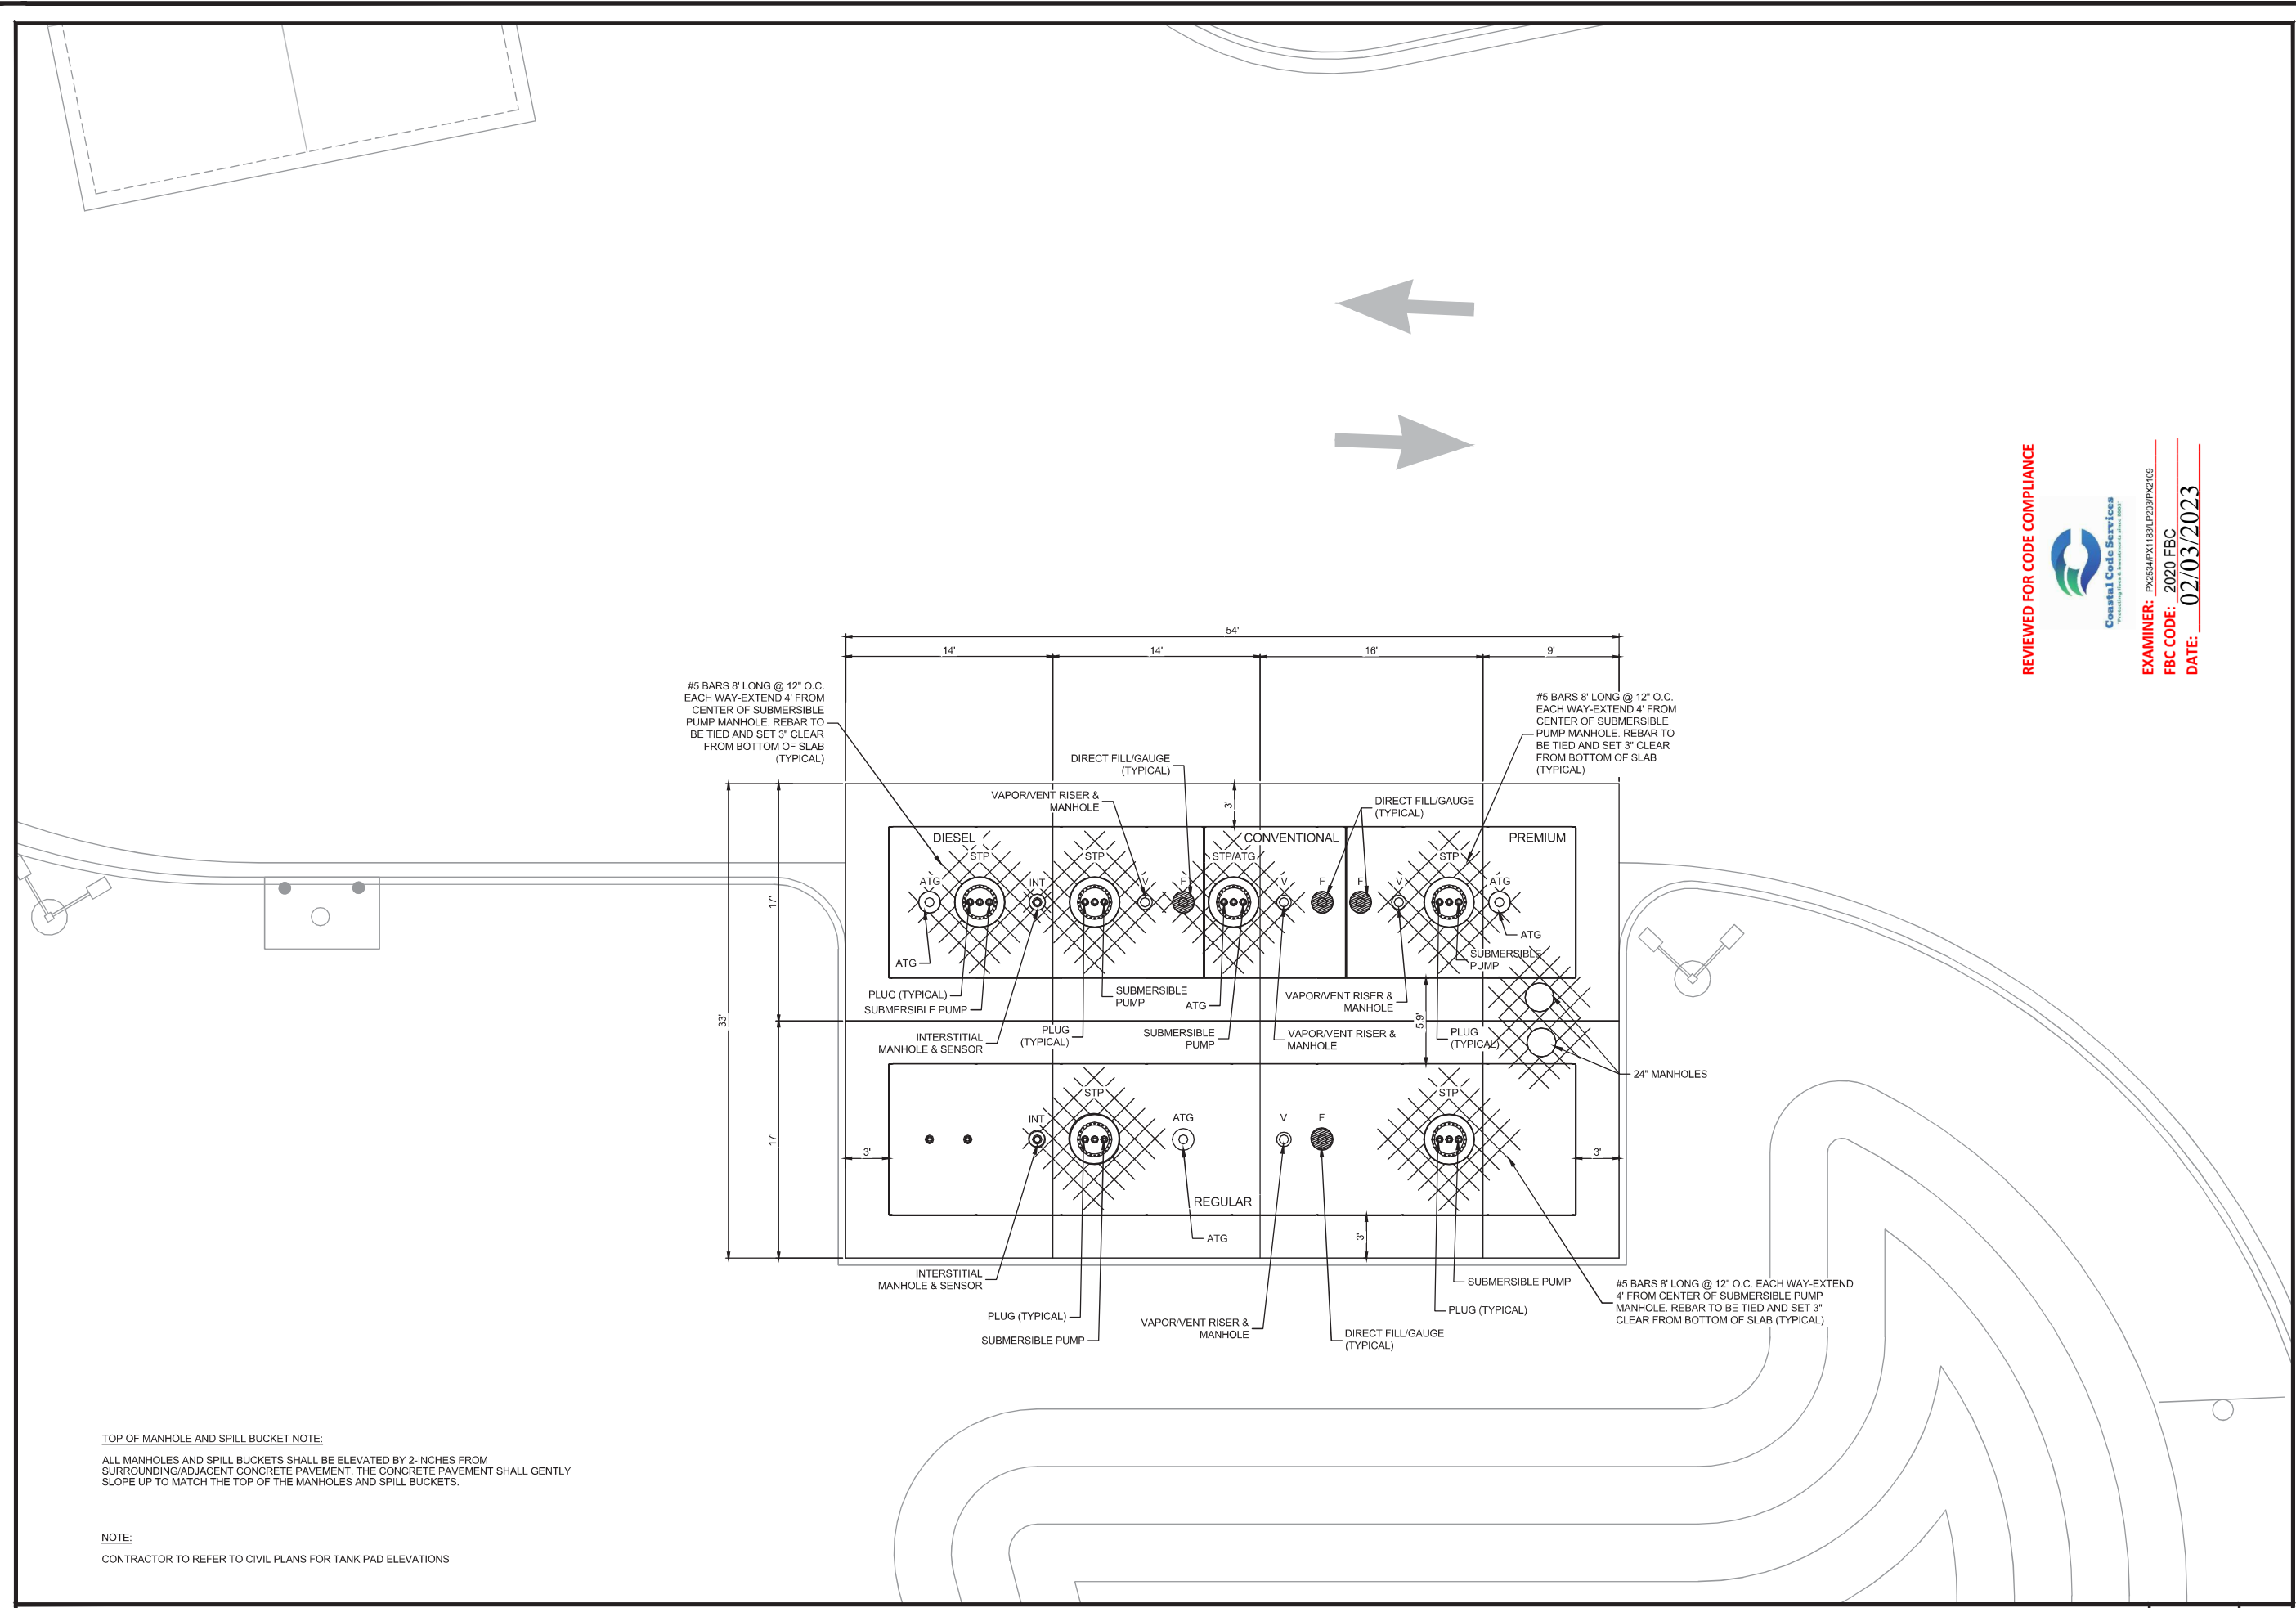 REVIEWED FOR CODE COMPLIANCE
Coastal Code Services
EXAMINER: PX2534/PX1183/LP203/PX2109
FBC CODE: 2020 FBC
DATE: 02/03/2023
54'
14'
14'
16'
9'
#5 BARS 8' LONG @ 12" O.C.
EACH WAY-EXTEND 4' FROM
CENTER OF SUBMERSIBLE
PUMP MANHOLE. REBAR TO
BE TIED AND SET 3" CLEAR
FROM BOTTOM OF SLAB
(TYPICAL)
#5 BARS 8' LONG @ 12" O.C.
EACH WAY-EXTEND 4' FROM
CENTER OF SUBMERSIBLE
PUMP MANHOLE. REBAR TO
BE TIED AND SET 3" CLEAR
FROM BOTTOM OF SLAB
(TYPICAL)
DIRECT FILL/GAUGE
(TYPICAL)
VAPOR/VENT RISER &
MANHOLE
3'
DIRECT FILL/GAUGE
(TYPICAL)
DIESEL
CONVENTIONAL
PREMIUM
STP
STP
STP/ATG
STP
ATG
INT
V
F
V
F
F
V
ATG
17'
ATG
ATG
SUBMERSIBLE
PUMP
PLUG (TYPICAL)
SUBMERSIBLE PUMP
SUBMERSIBLE
PUMP
ATG
VAPOR/VENT RISER &
MANHOLE
33'
5.9'
INTERSTITIAL
MANHOLE & SENSOR
PLUG
(TYPICAL)
SUBMERSIBLE
PUMP
VAPOR/VENT RISER &
MANHOLE
PLUG
(TYPICAL)
24" MANHOLES
STP
STP
INT
ATG
V
F
17'
3'
3'
REGULAR
ATG
3'
INTERSTITIAL
MANHOLE & SENSOR
SUBMERSIBLE PUMP
PLUG (TYPICAL)
PLUG (TYPICAL)
SUBMERSIBLE PUMP
VAPOR/VENT RISER &
MANHOLE
DIRECT FILL/GAUGE
(TYPICAL)
#5 BARS 8' LONG @ 12" O.C. EACH WAY-EXTEND
4' FROM CENTER OF SUBMERSIBLE PUMP
MANHOLE. REBAR TO BE TIED AND SET 3"
CLEAR FROM BOTTOM OF SLAB (TYPICAL)
TOP OF MANHOLE AND SPILL BUCKET NOTE:
ALL MANHOLES AND SPILL BUCKETS SHALL BE ELEVATED BY 2-INCHES FROM
SURROUNDING/ADJACENT CONCRETE PAVEMENT. THE CONCRETE PAVEMENT SHALL GENTLY
SLOPE UP TO MATCH THE TOP OF THE MANHOLES AND SPILL BUCKETS.
NOTE:
CONTRACTOR TO REFER TO CIVIL PLANS FOR TANK PAD ELEVATIONS